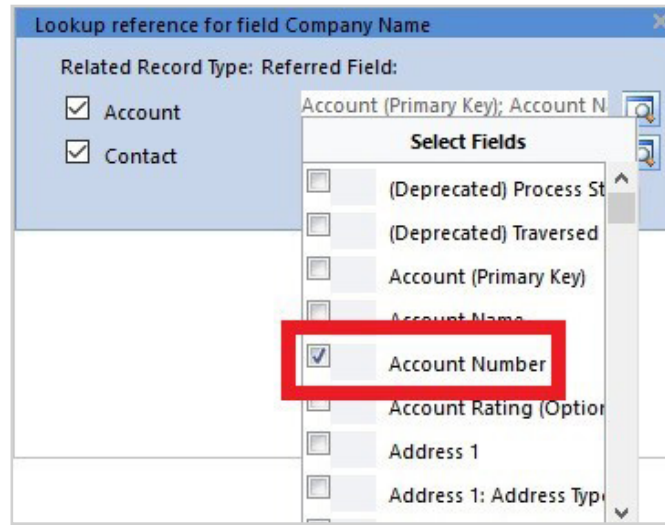 Lookup reference for field Company Name
Related Record Type: Referred Field:
Account
Account (Primary Key); Account N
Contact
Select Fields
(Deprecated) Process St
(Deprecated) Traversed
Account (Primary Key)
Account Name
Account Number
Account Rating (Option
Address 1
Address 1: Address Typ